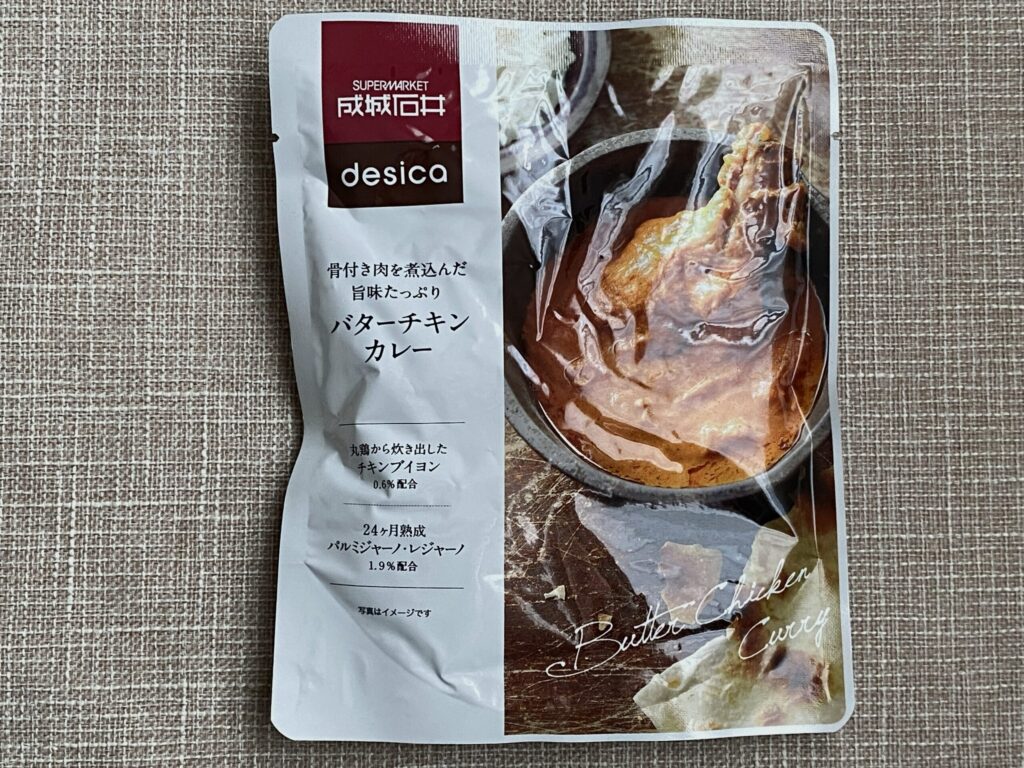 SUPERMARKET
成城石井
desica
骨付き肉を煮込んだ
旨味たっぷり
バターチキン
カレー
丸鶏から炊き出した
チキンブイヨン
0.6%配合
24ヶ月熟成
パルミジャーノ・レジャーノ
1.9%配合
写真はイメージです
Butter Chicken
Curry